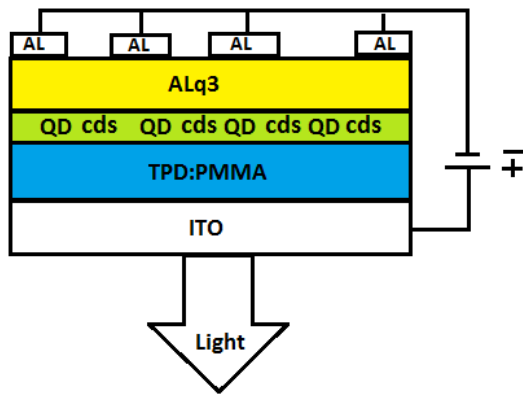 AL AL AL AL
ALq3
QD cds QD cds QD cds QD cds
TPD:PMMA
ITO
Light
− +